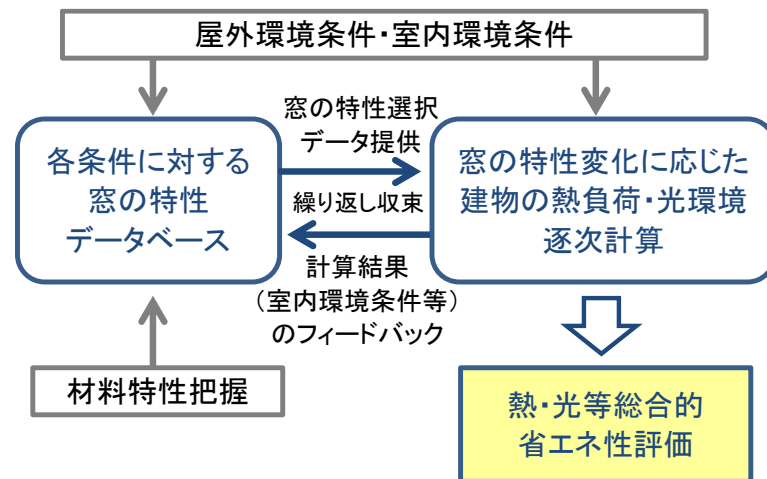 屋外環境条件・室内環境条件
窓の特性選択
データ提供
各条件に対する
窓の特性
データベース
繰り返し収束
窓の特性変化に応じた
建物の熱負荷・光環境
逐次計算
計算結果
（室内環境条件等）
のフィードバック
材料特性把握
熱・光等総合的
省エネ性評価